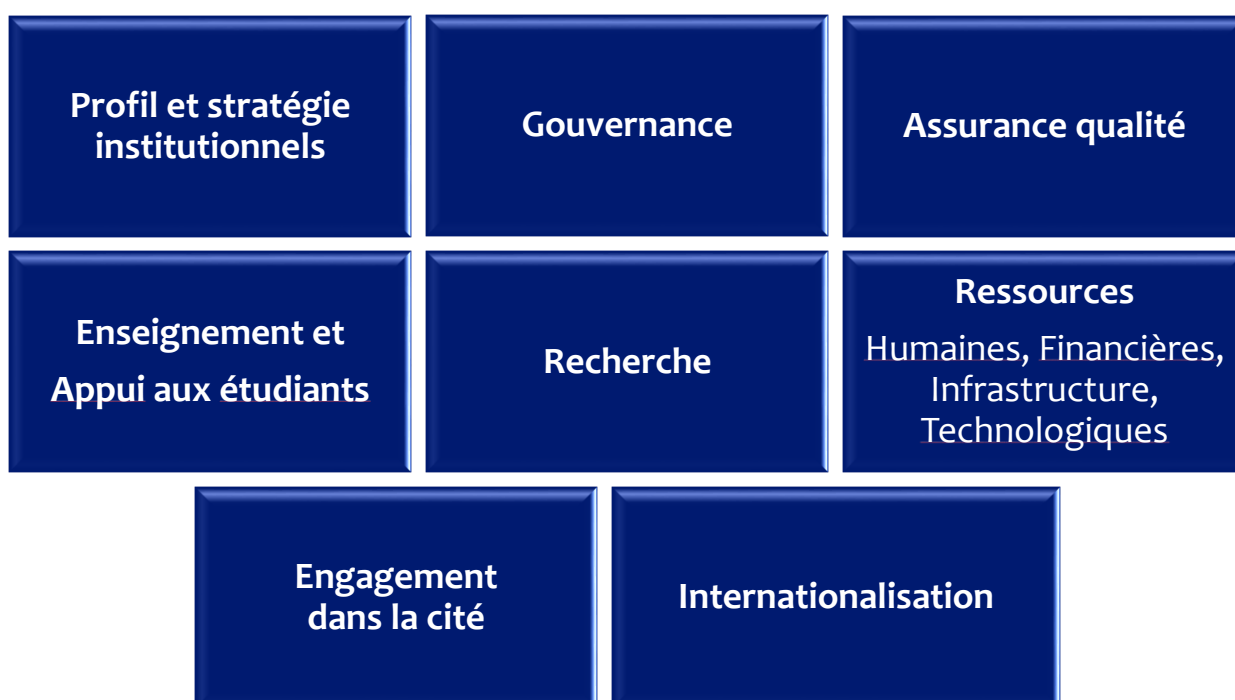 Profil et stratégie
institutionnels
Gouvernance
Assurance qualité
Enseignement et
Appui aux étudiants
Recherche
Ressources
Humaines, Financières,
Infrastructure,
Technologiques
Engagement
dans la cité
Internationalisation